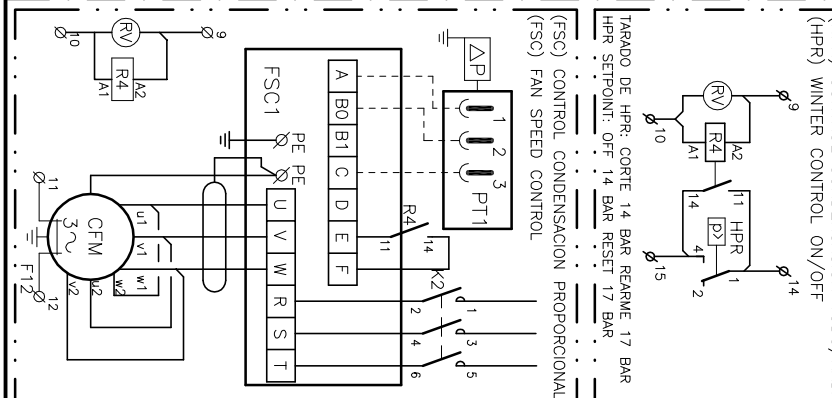 (HPR) WINTER CONTROL ON/OFF
9
RV
R4
A2
A1
10
11
14
HPR
px
4
1
2
14
15
TARADO DE HPR: CORTE 14 BAR REARME 17 BAR
HPR SETPOINT: OFF 14 BAR RESET 17 BAR
(FSC) CONTROL CONDENSACION PROPORCIONAL
(FSC) FAN SPEED CONTROL
ΔP
1
2
3
PT1
FSC1
A
B0
B1
C
D
E
F
R4
11
14
K2
1
2
3
4
5
6
PE
PE
U
V
W
R
S
T
9
RV
R4
A2
A1
10
11
CFM
3~
u1
v1
w1
w2
u2
v2
F12
12